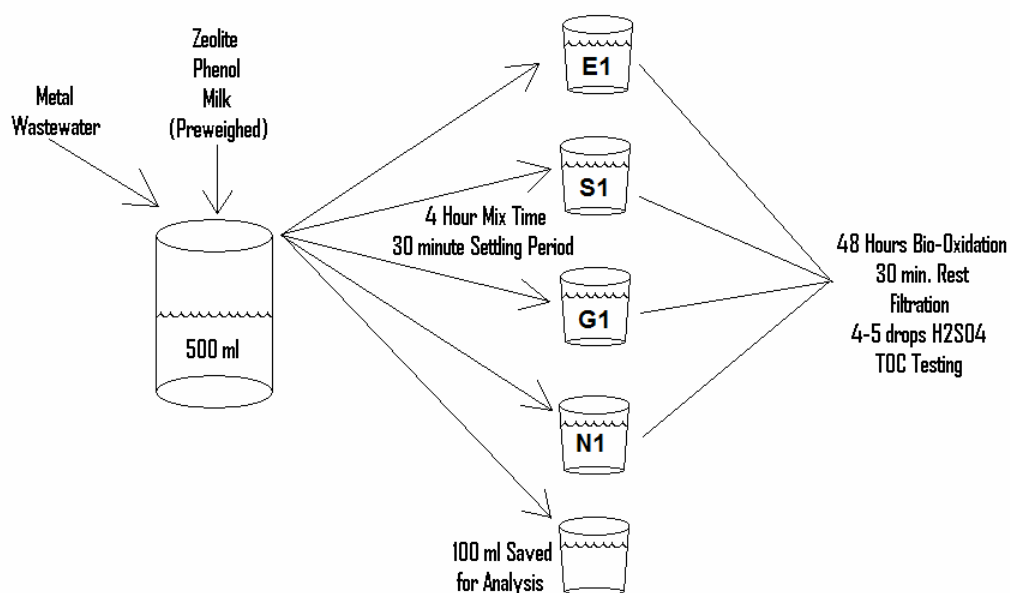 Metal
Wastewater
Zeolite
Phenol
Milk
(Preweighed)
500 ml
4 Hour Mix Time
30 minute Settling Period
E1
S1
G1
N1
100 ml Saved
for Analysis
48 Hours Bio-Oxidation
30 min. Rest
Filtration
4-5 drops H2SO4
TOC Testing